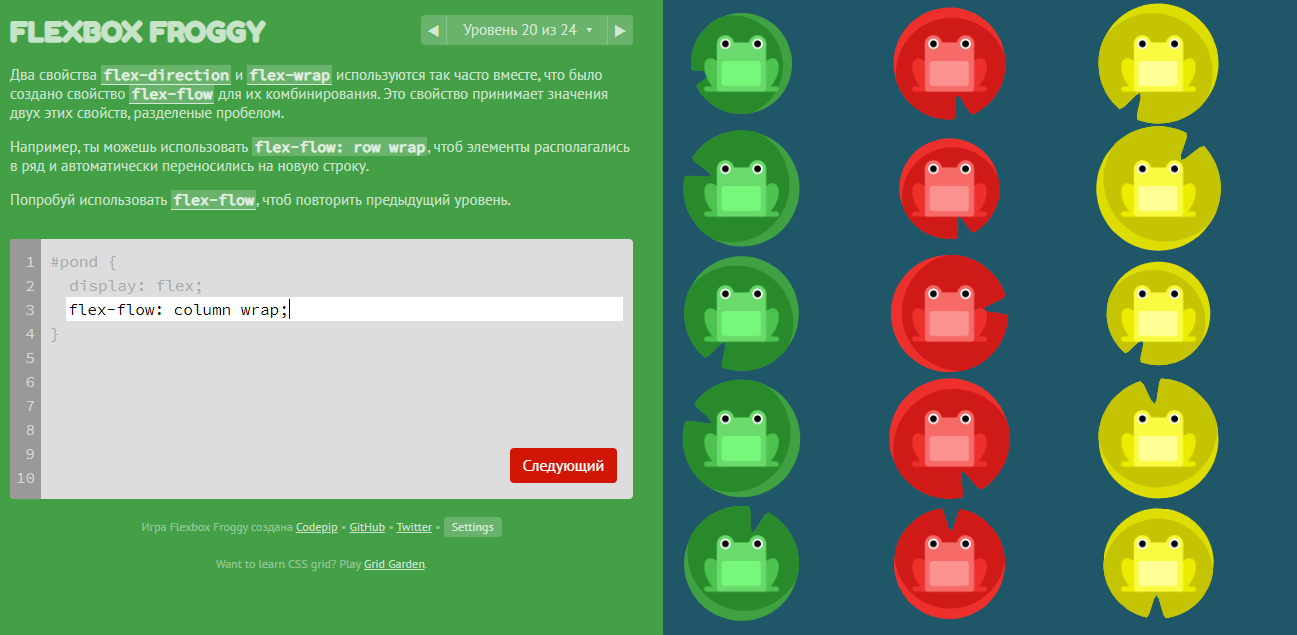 FLEXBOX FROGGY
◀ Уровень 20 из 24 ▾ ▶
Два свойства flex-direction и flex-wrap используются так часто вместе, что было
создано свойство flex-flow для их комбинирования. Это свойство принимает значения
двух этих свойств, разделеные пробелом.
Например, ты можешь использовать flex-flow: row wrap, чтоб элементы располагались
в ряд и автоматически переносились на новую строку.
Попробуй использовать flex-flow, чтоб повторить предыдущий уровень.
1 #pond {
2 display: flex;
3 flex-flow: column wrap;
4 }
5
6
7
8
9
10
Следующий
Игра Flexbox Froggy создана Codepip • GitHub • Twitter • Settings
Want to learn CSS grid? Play Grid Garden.